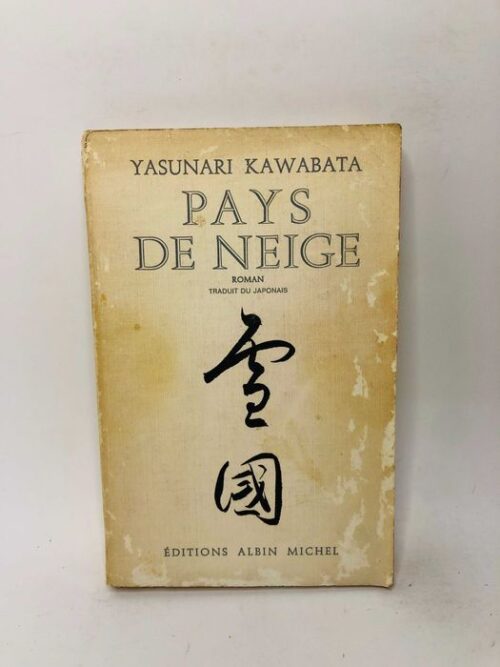 YASUNARI KAWABATA
PAYS
DE NEIGE
ROMAN
TRADUIT DU JAPONAIS
雪
國
ÉDITIONS ALBIN MICHEL